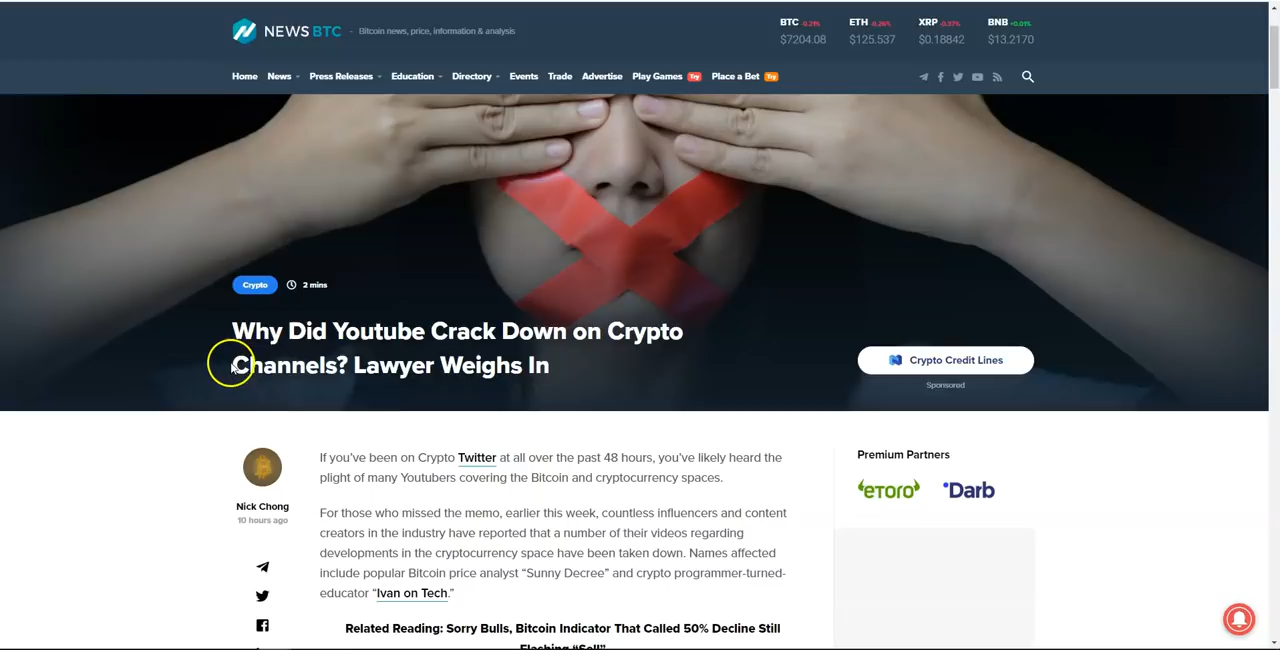 NEWSBTC - Bitcoin news, price, information & analysis
BTC -0.21% ETH -0.26% XRP -0.37% BNB +0.01%
$7204.08 $125.537 $0.18842 $13.2170
Home News Press Releases Education Directory Events Trade Advertise Play Games Try Place a Bet Try
Crypto 2 mins
Why Did Youtube Crack Down on Crypto
Channels? Lawyer Weighs In
Crypto Credit Lines
Sponsored
Nick Chong
10 hours ago
If you've been on Crypto Twitter at all over the past 48 hours, you've likely heard the
plight of many Youtubers covering the Bitcoin and cryptocurrency spaces.
For those who missed the memo, earlier this week, countless influencers and content
creators in the industry have reported that a number of their videos regarding
developments in the cryptocurrency space have been taken down. Names affected
include popular Bitcoin price analyst “Sunny Decree” and crypto programmer-turned-
educator “Ivan on Tech.”
Related Reading: Sorry Bulls, Bitcoin Indicator That Called 50% Decline Still
Flashing “Sell”
Premium Partners
eToro Darb